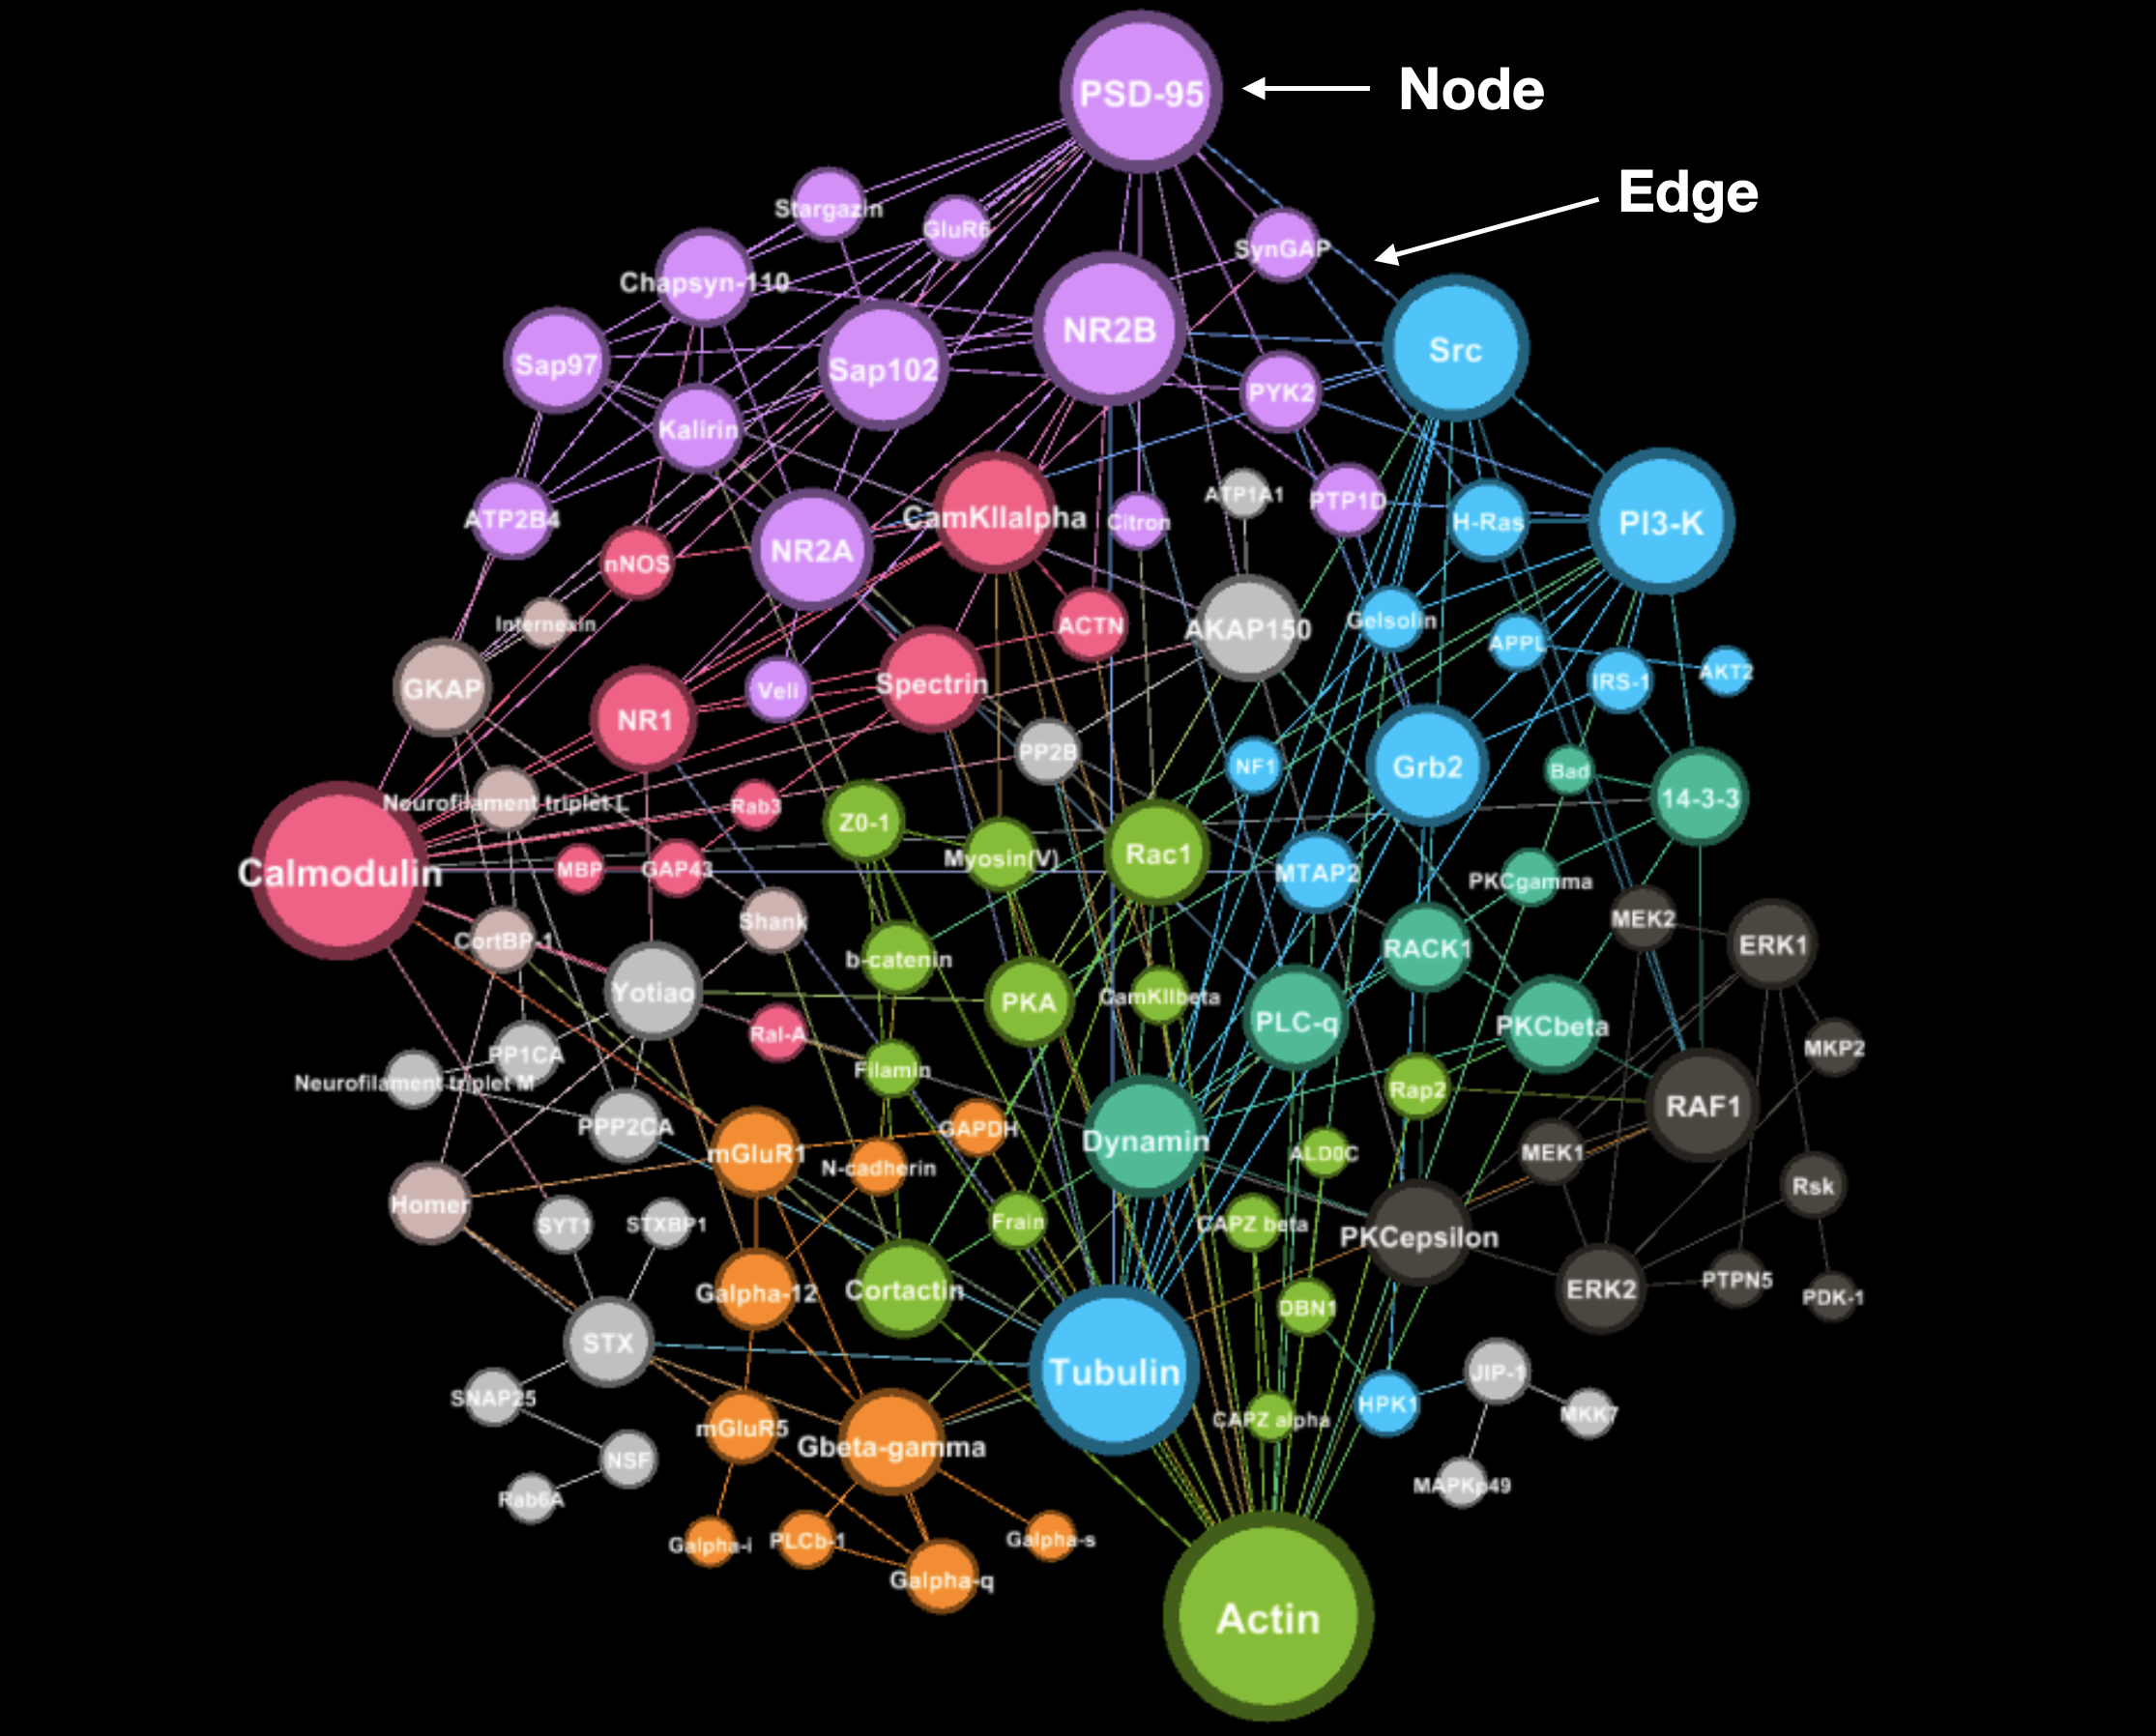 PSD-95
Node
Edge
Stargazin
GluR6
SynGAP
Chapsyn-110
NR2B
Src
Sap97
Sap102
PYK2
Kalirin
ATP2B4
NR2A
CamKIIalpha
Citron
ATP1A1
PTP1D
H-Ras
PI3-K
nNOS
Internexin
ACTN
AKAP150
Gelsolin
APPL
IRS-1
AKT2
GKAP
NR1
Veli
Spectrin
PP2B
NF1
Grb2
Bad
14-3-3
Neurofilament triplet L
Rab3
Z0-1
Myosin(V)
Rac1
MTAP2
PKCgamma
Calmodulin
MBP
GAP43
Shank
MEK2
ERK1
CortBP-1
b-catenin
RACK1
Yotiao
PKA
CamKIIbeta
PLC-q
PKCbeta
Ral-A
PP1CA
MKP2
Neurofilament triplet M
Filamin
Rap2
RAF1
PPP2CA
mGluR1
GAPDH
N-cadherin
Dynamin
ALD0C
MEK1
Rsk
Homer
SYT1
STXBP1
Frain
CAPZ beta
PKCepsilon
Galpha-12
Cortactin
DBN1
ERK2
PTPN5
PDK-1
STX
Tubulin
JIP-1
SNAP25
mGluR5
Gbeta-gamma
CAPZ alpha
HPK1
MKK7
NSF
Rab6A
MAPKp49
Galpha-i
PLCb-1
Galpha-s
Galpha-q
Actin